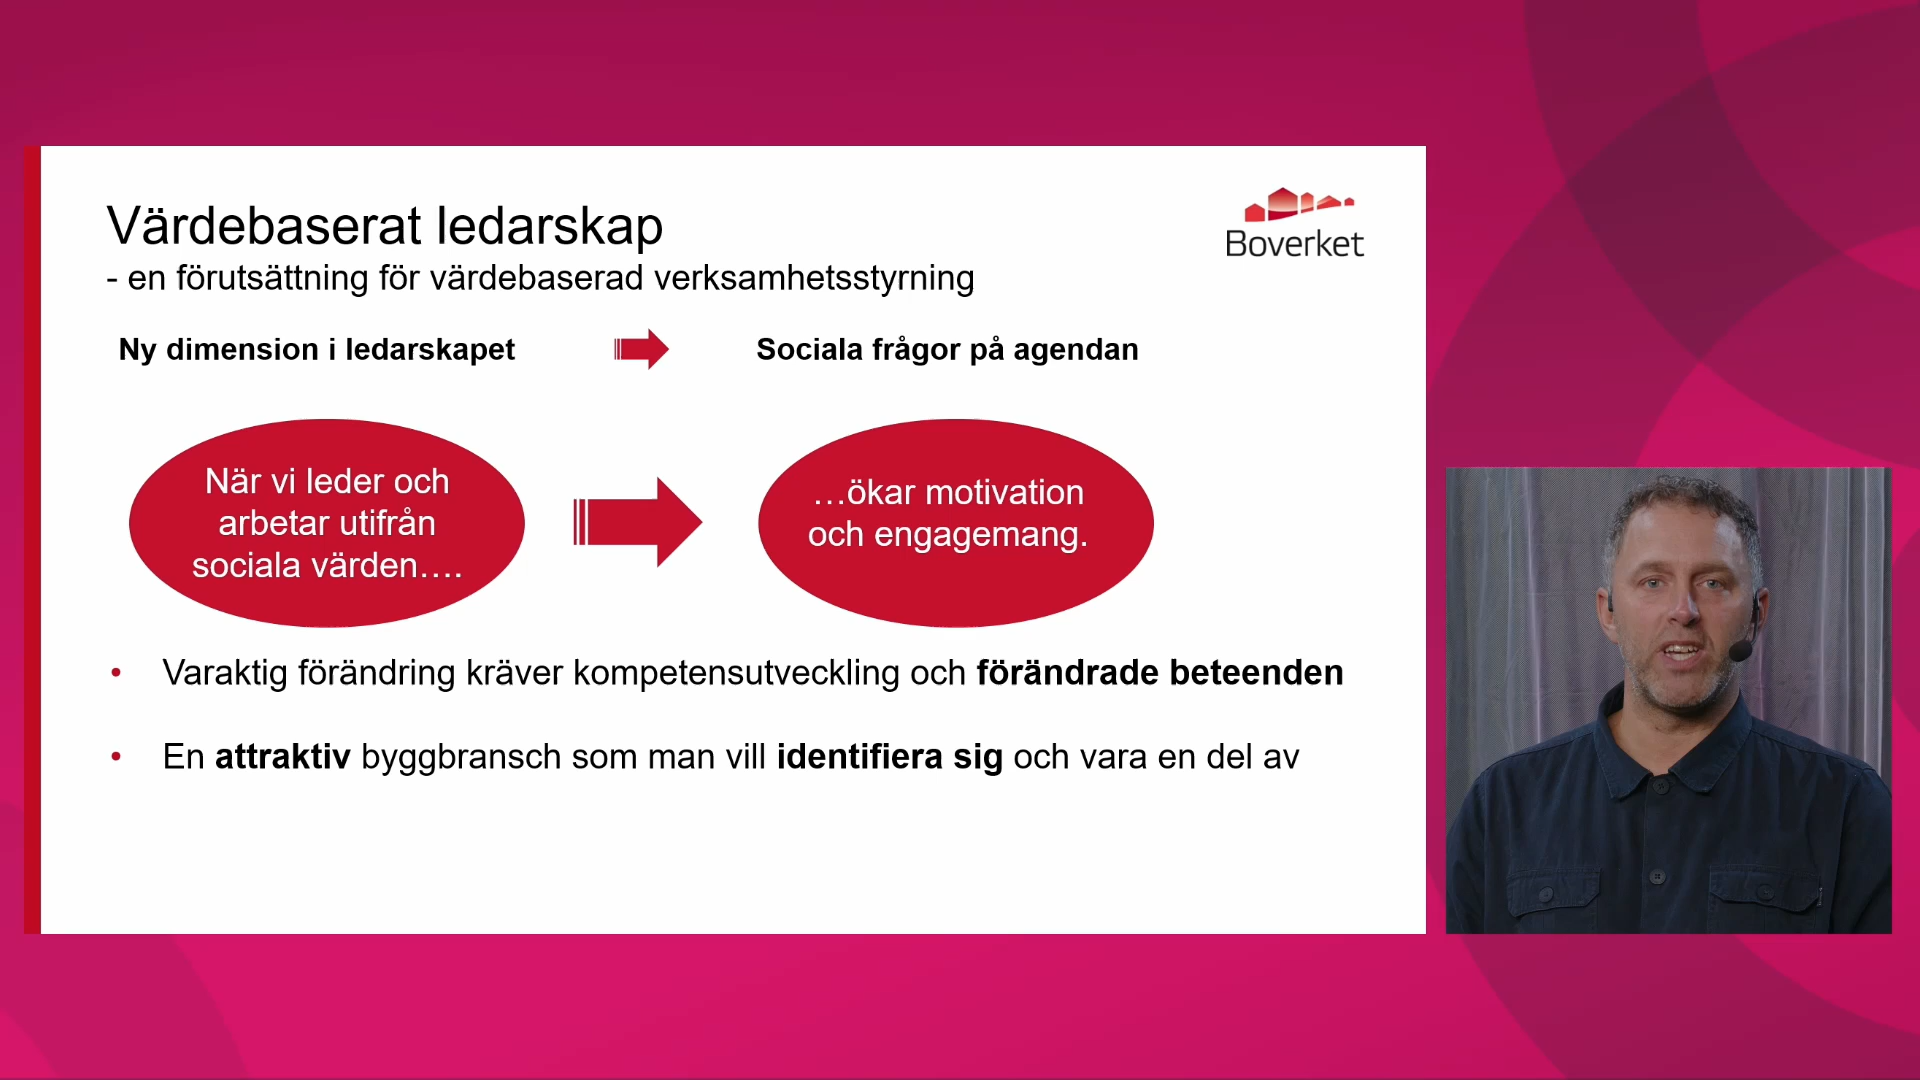 Värdebaserat ledarskap
Boverket
- en förutsättning för värdebaserad verksamhetsstyrning
Ny dimension i ledarskapet
Sociala frågor på agendan
När vi leder och
arbetar utifrån
sociala värden….
…ökar motivation
och engagemang.
• Varaktig förändring kräver kompetensutveckling och förändrade beteenden
• En attraktiv byggbransch som man vill identifiera sig och vara en del av